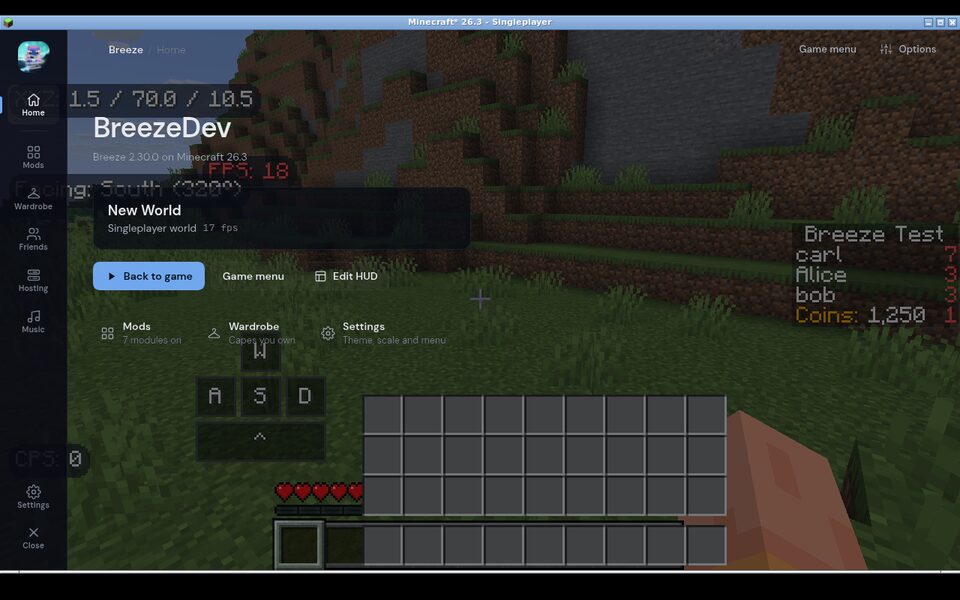 Minecraft* 26.3 - Singleplayer
Breeze / Home
Game menu
Options
Home
Mods
Wardrobe
Friends
Hosting
Music
Settings
Close
1.5 / 70.0 / 10.5
BreezeDev
Breeze 2.30.0 on Minecraft 26.3
FPS: 18
Facing: South (320°)
New World
Singleplayer world 17 fps
Back to game
Game menu
Edit HUD
Mods
7 modules on
Wardrobe
Capes you own
Settings
Theme, scale and menu
W
A S D
^
CPS: 0
Breeze Test
carl 7
Alice 3
bob 3
Coins: 1,250 1